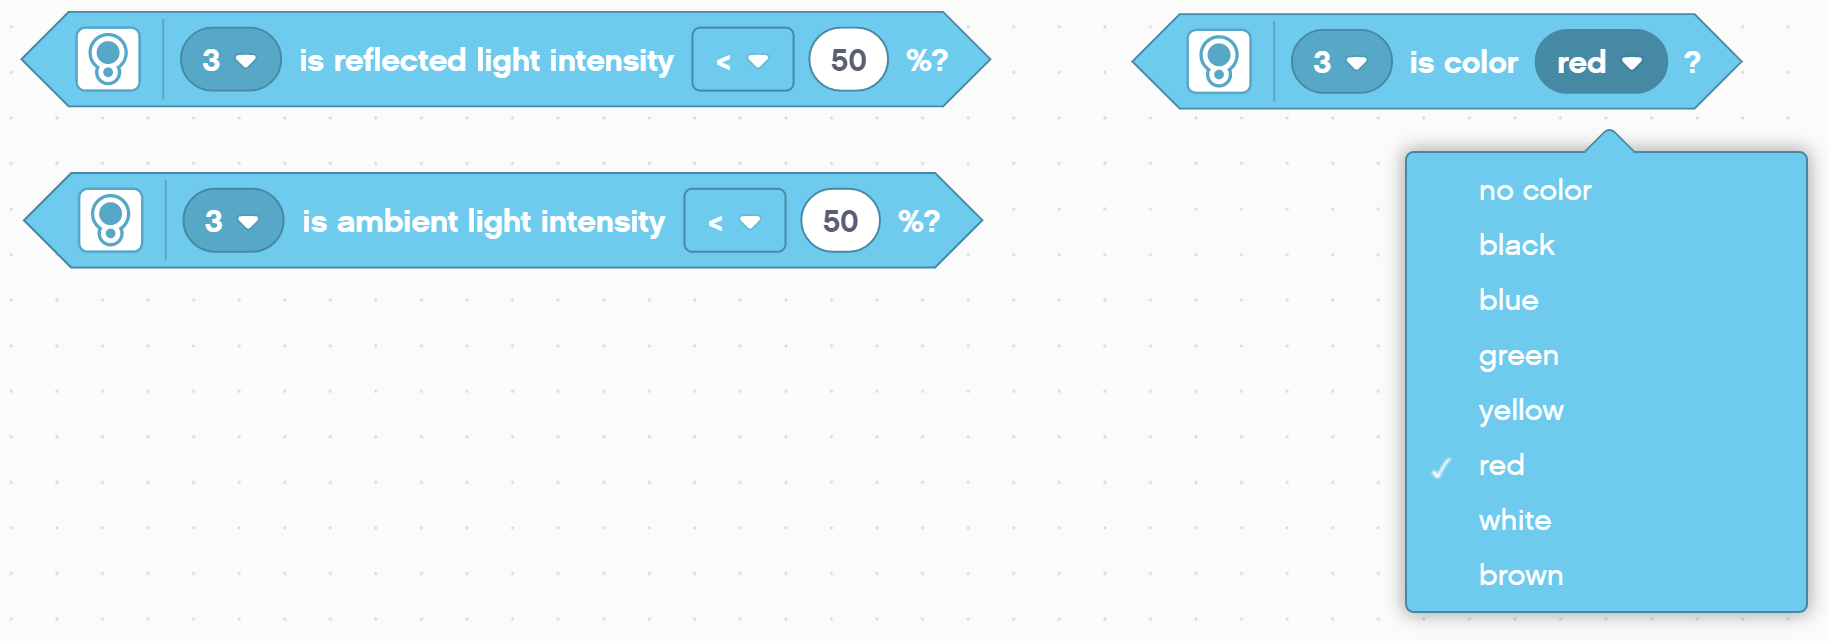 3 is reflected light intensity < 50 %?
3 is color red ?
3 is ambient light intensity < 50 %?
no color
black
blue
green
yellow
✓ red
white
brown